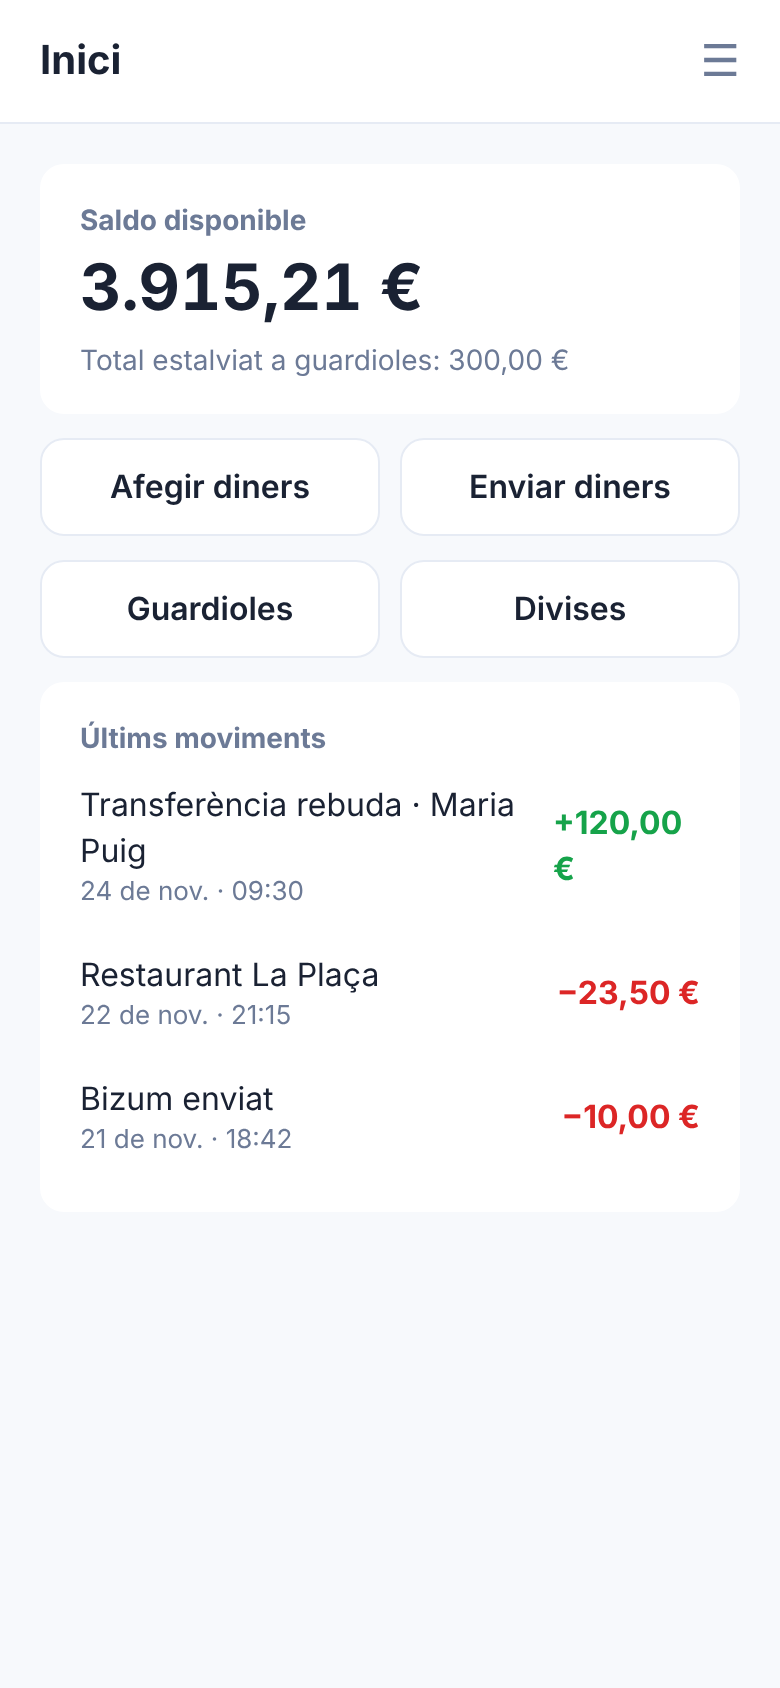 Inici
☰
Saldo disponible
3.915,21 €
Total estalviat a guardioles: 300,00 €
Afegir diners
Enviar diners
Guardioles
Divises
Últims moviments
Transferència rebuda · Maria
Puig
+120,00
€
24 de nov. · 09:30
Restaurant La Plaça
−23,50 €
22 de nov. · 21:15
Bizum enviat
−10,00 €
21 de nov. · 18:42